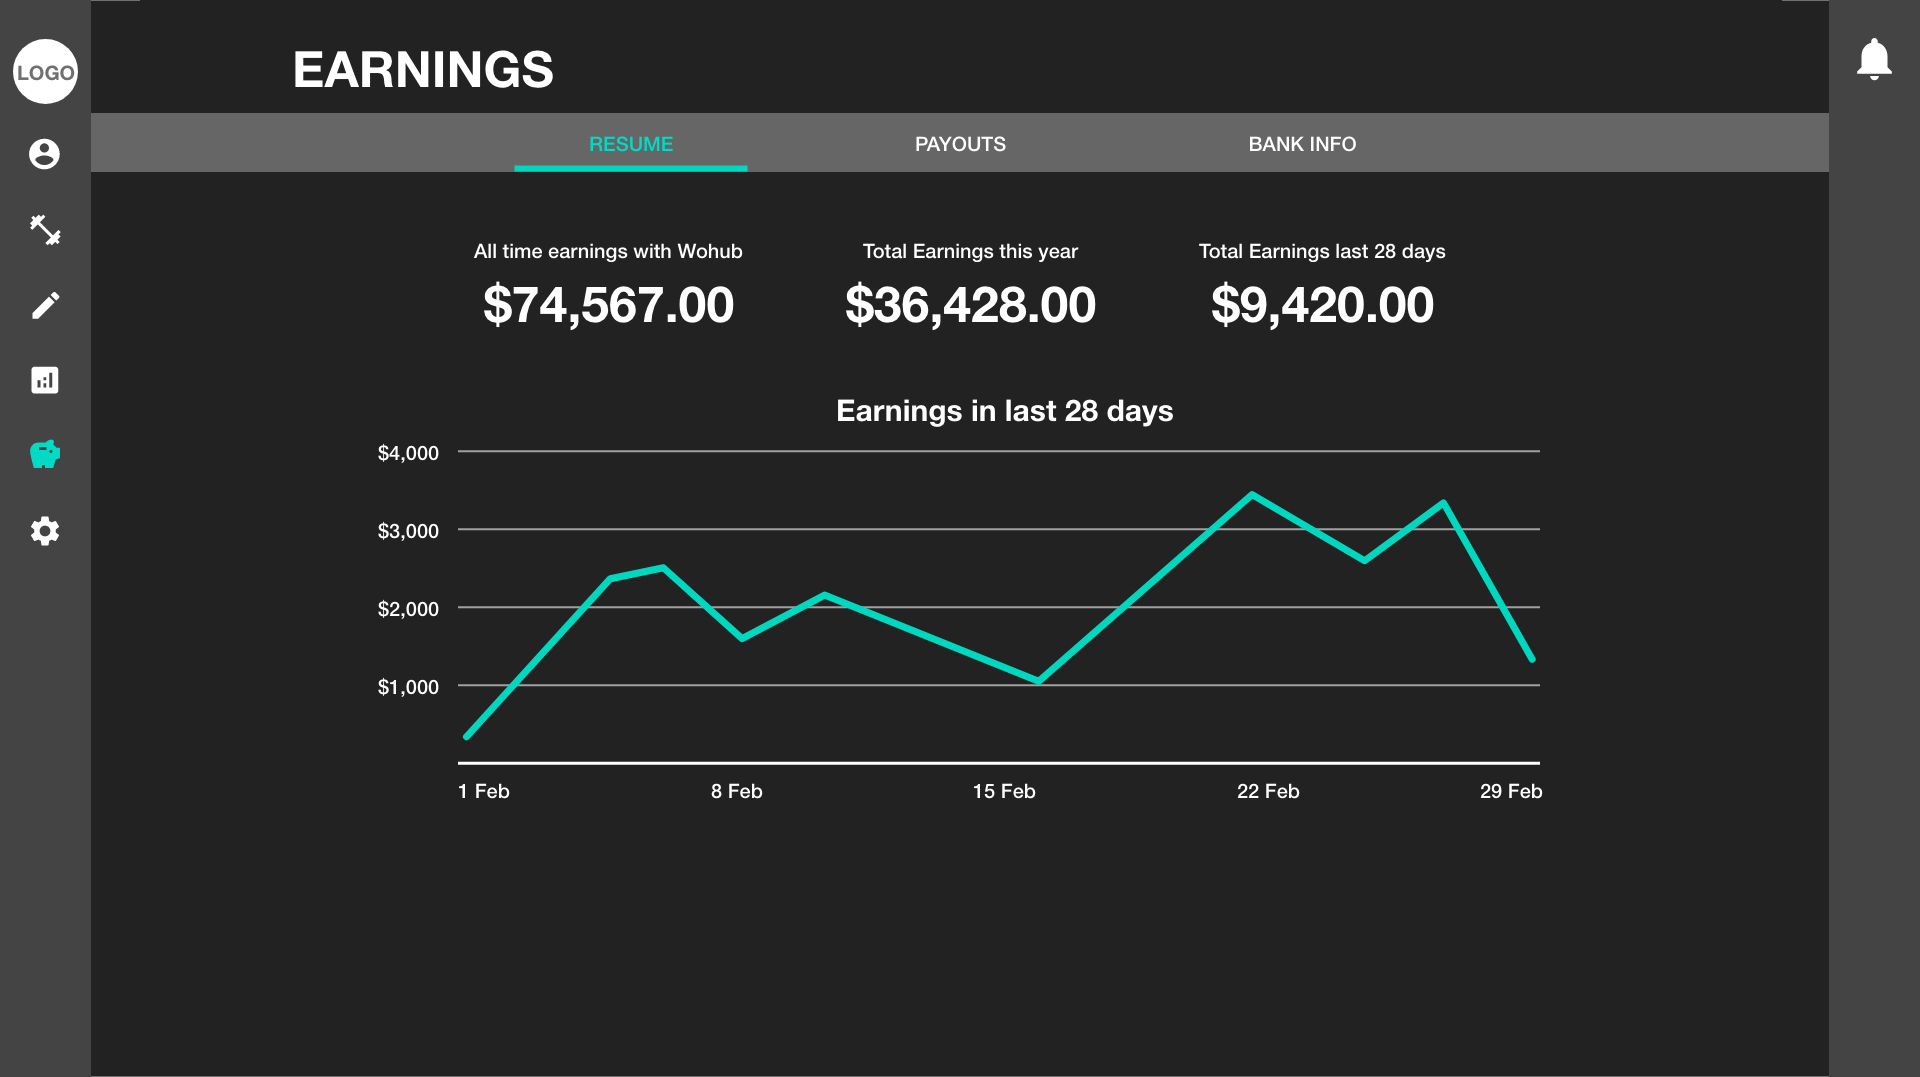 LOGO
EARNINGS
RESUME
PAYOUTS
BANK INFO
All time earnings with Wohub
$74,567.00
Total Earnings this year
$36,428.00
Total Earnings last 28 days
$9,420.00
Earnings in last 28 days
$4,000
$3,000
$2,000
$1,000
1 Feb
8 Feb
15 Feb
22 Feb
29 Feb